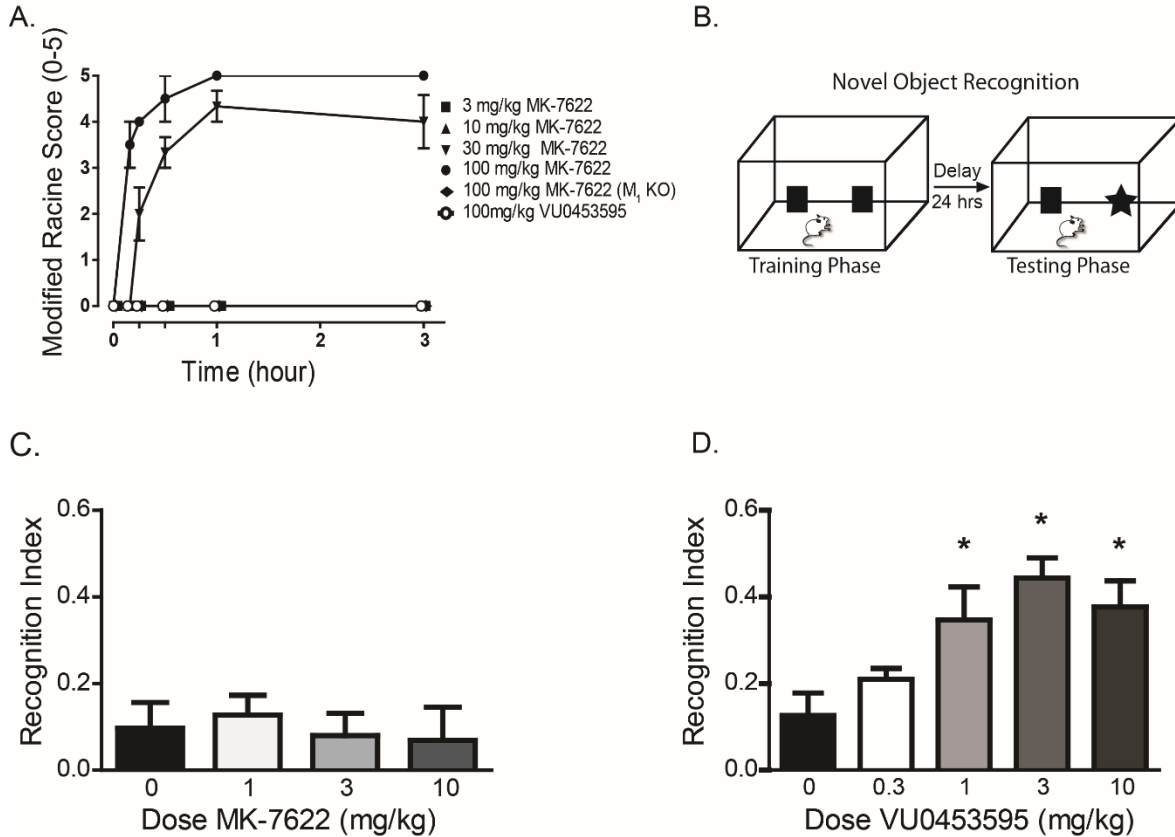 A.
Modified Racine Score (0-5)
5
4
3
2
1
0
0
1
2
3
Time (hour)
3 mg/kg MK-7622
10 mg/kg MK-7622
30 mg/kg MK-7622
100 mg/kg MK-7622
100 mg/kg MK-7622 (M₁ KO)
100mg/kg VU0453595
B.
Novel Object Recognition
Delay
24 hrs
Training Phase
Testing Phase
C.
Recognition Index
0.6
0.4
0.2
0.0
0
1
3
10
Dose MK-7622 (mg/kg)
D.
Recognition Index
0.6
0.4
0.2
0.0
*
*
*
0
0.3
1
3
10
Dose VU0453595 (mg/kg)